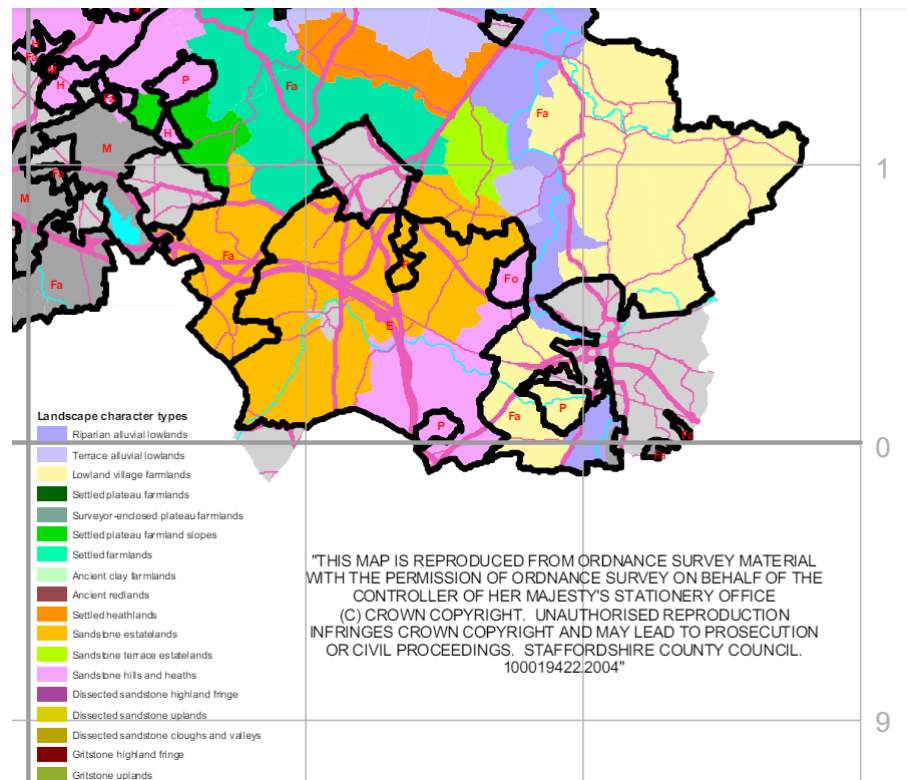 H
Fa
H
H
Fa
P
H
Fa
Fa
M
Fa
M
Fa
Fa
Fo
E
Fa
P
P
Fa
Fa
1
0
9
Landscape character types
Riparian alluvial lowlands
Terrace alluvial lowlands
Lowland village farmlands
Settled plateau farmlands
Surveyor-enclosed plateau farmlands
Settled plateau farmland slopes
Settled farmlands
Ancient clay farmlands
Ancient redlands
Settled heathlands
Sandstone estatelands
Sandstone terrace estatelands
Sandstone hills and heaths
Dissected sandstone highland fringe
Dissected sandstone uplands
Dissected sandstone cloughs and valleys
Gritstone highland fringe
Gritstone uplands
"THIS MAP IS REPRODUCED FROM ORDNANCE SURVEY MATERIAL
WITH THE PERMISSION OF ORDNANCE SURVEY ON BEHALF OF THE
CONTROLLER OF HER MAJESTY'S STATIONERY OFFICE
(C) CROWN COPYRIGHT. UNAUTHORISED REPRODUCTION
INFRINGES CROWN COPYRIGHT AND MAY LEAD TO PROSECUTION
OR CIVIL PROCEEDINGS. STAFFORDSHIRE COUNTY COUNCIL.
100019422.2004"